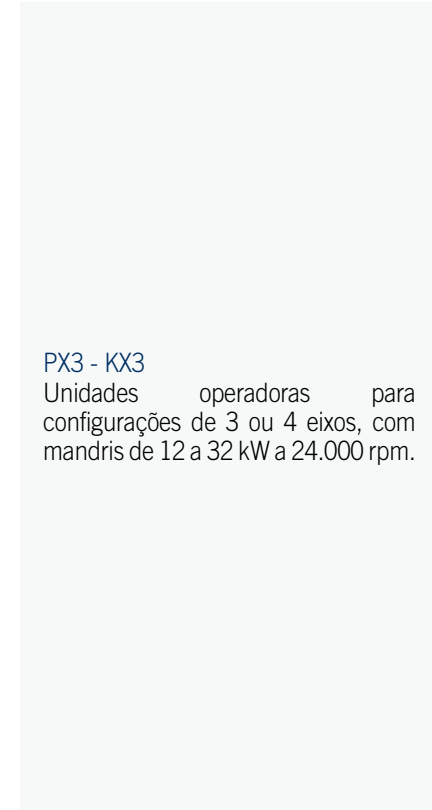 PX3 - KX3
Unidades operadoras para
configurações de 3 ou 4 eixos, com
mandris de 12 a 32 kW a 24.000 rpm.